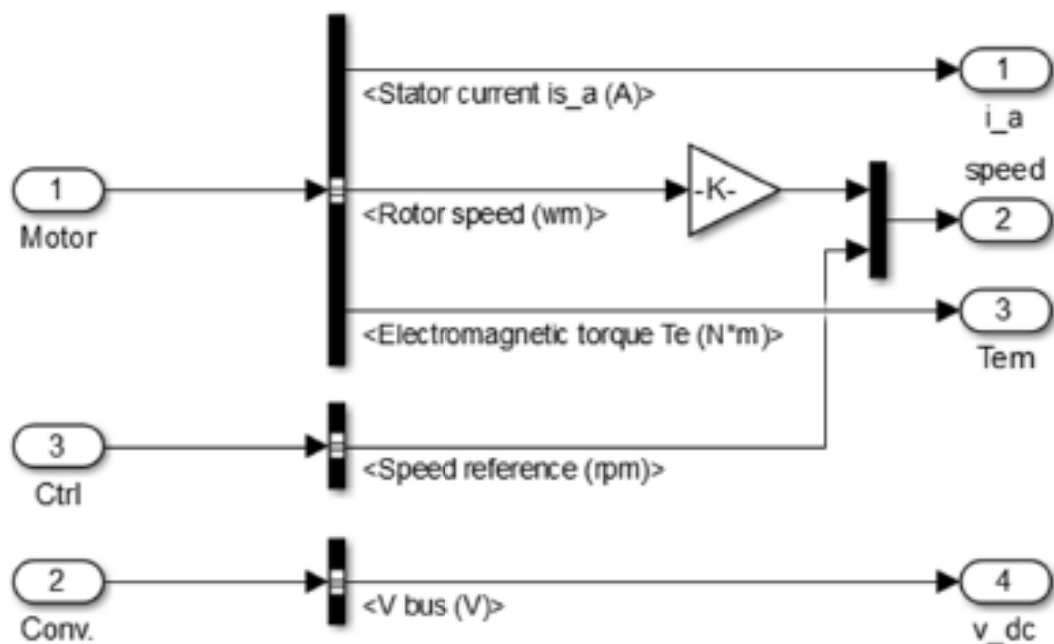 1
<Stator current is_a (A)>
i_a
speed
1
-K-
Motor
<Rotor speed (wm)>
2
<Electromagnetic torque Te (N*m)>
3
Tem
3
Ctrl
<Speed reference (rpm)>
2
Conv.
<V bus (V)>
4
v_dc